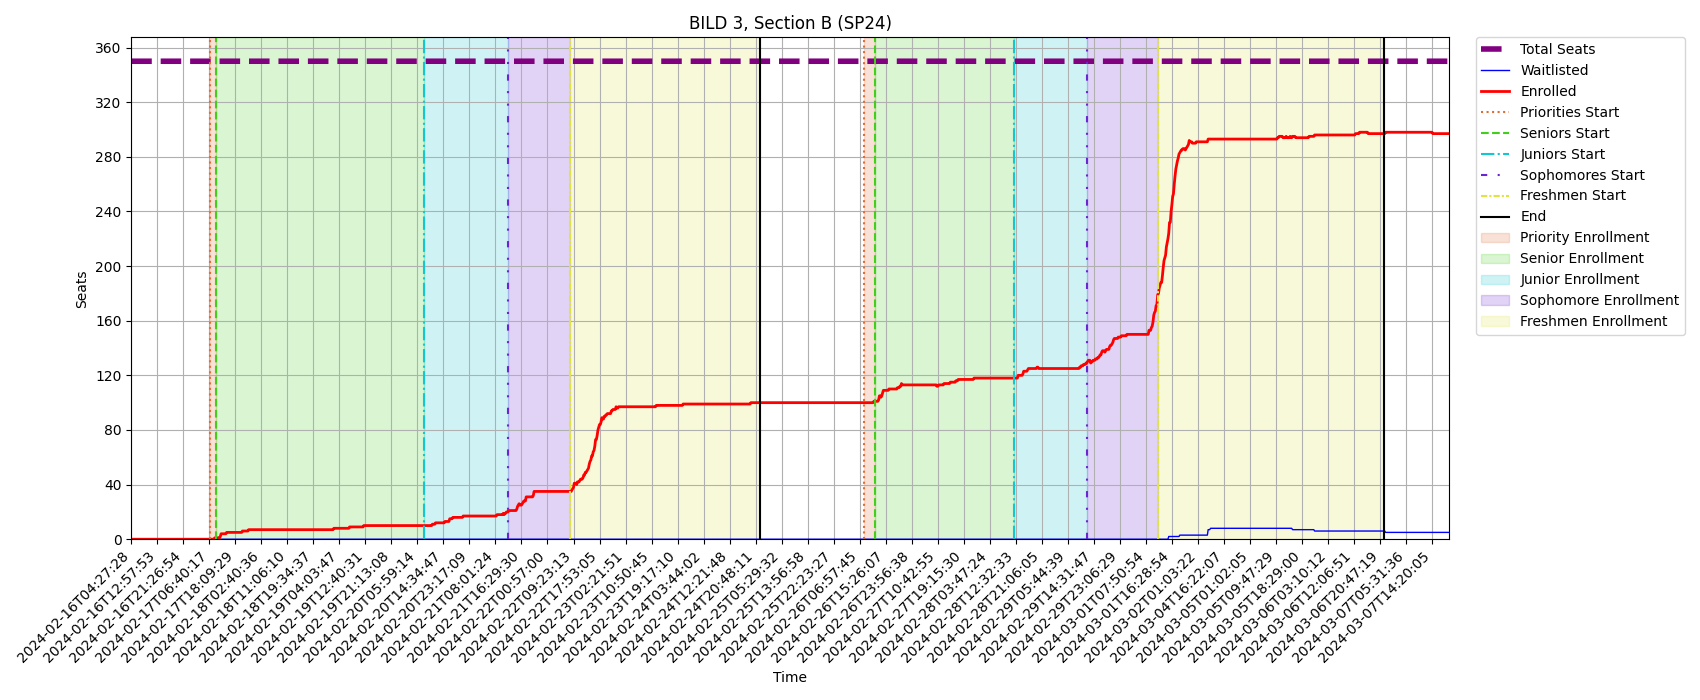 BILD 3, Section B (SP24)
360
320
280
240
200
160
120
80
40
0
Seats
2024-02-16T04:27:28
2024-02-16T12:57:53
2024-02-16T21:26:54
2024-02-17T06:40:17
2024-02-17T18:09:29
2024-02-18T02:40:36
2024-02-18T11:06:10
2024-02-18T19:34:37
2024-02-19T04:03:47
2024-02-19T12:40:31
2024-02-19T21:13:08
2024-02-20T05:59:14
2024-02-20T14:34:47
2024-02-20T23:17:09
2024-02-21T08:01:24
2024-02-21T16:29:30
2024-02-22T00:57:00
2024-02-22T09:23:13
2024-02-22T17:53:05
2024-02-23T02:21:51
2024-02-23T10:50:45
2024-02-23T19:17:10
2024-02-24T03:44:02
2024-02-24T12:21:48
2024-02-24T20:48:11
2024-02-25T05:29:32
2024-02-25T13:56:58
2024-02-25T22:23:27
2024-02-26T06:57:45
2024-02-26T15:26:07
2024-02-26T23:56:38
2024-02-27T10:42:55
2024-02-27T19:15:30
2024-02-28T03:47:24
2024-02-28T12:32:33
2024-02-28T21:06:05
2024-02-29T05:44:39
2024-02-29T14:31:47
2024-02-29T23:06:29
2024-03-01T07:50:54
2024-03-01T16:28:54
2024-03-02T01:03:22
2024-03-04T16:22:07
2024-03-05T01:02:05
2024-03-05T09:47:29
2024-03-05T18:29:00
2024-03-06T03:10:12
2024-03-06T12:06:51
2024-03-06T20:47:19
2024-03-07T05:31:36
2024-03-07T14:20:05
Time
Total Seats
Waitlisted
Enrolled
Priorities Start
Seniors Start
Juniors Start
Sophomores Start
Freshmen Start
End
Priority Enrollment
Senior Enrollment
Junior Enrollment
Sophomore Enrollment
Freshmen Enrollment